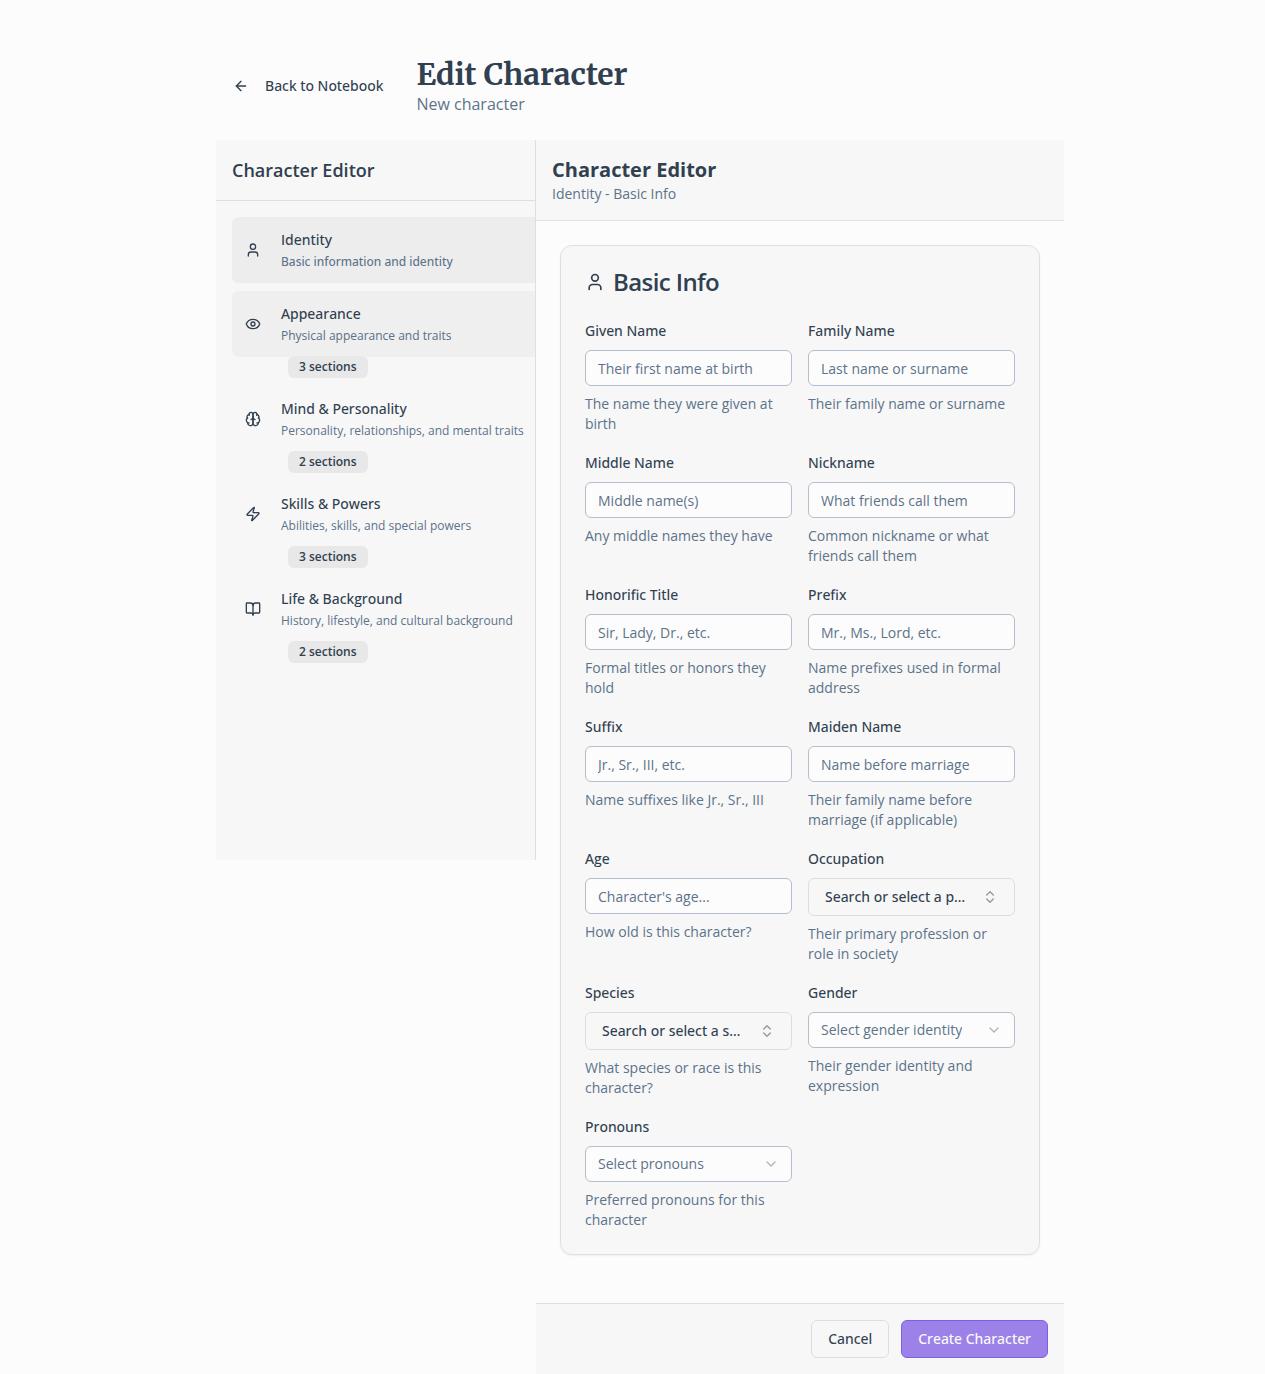 Back to Notebook
Edit Character
New character
Character Editor
Identity
Basic information and identity
Appearance
Physical appearance and traits
3 sections
Mind & Personality
Personality, relationships, and mental traits
2 sections
Skills & Powers
Abilities, skills, and special powers
3 sections
Life & Background
History, lifestyle, and cultural background
2 sections
Character Editor
Identity - Basic Info
Basic Info
Given Name
Their first name at birth
The name they were given at
birth
Family Name
Last name or surname
Their family name or surname
Middle Name
Middle name(s)
Any middle names they have
Nickname
What friends call them
Common nickname or what
friends call them
Honorific Title
Sir, Lady, Dr., etc.
Formal titles or honors they
hold
Prefix
Mr., Ms., Lord, etc.
Name prefixes used in formal
address
Suffix
Jr., Sr., III, etc.
Name suffixes like Jr., Sr., III
Maiden Name
Name before marriage
Their family name before
marriage (if applicable)
Age
Character's age...
How old is this character?
Occupation
Search or select a p...
Their primary profession or
role in society
Species
Search or select a s...
What species or race is this
character?
Gender
Select gender identity
Their gender identity and
expression
Pronouns
Select pronouns
Preferred pronouns for this
character
Cancel
Create Character